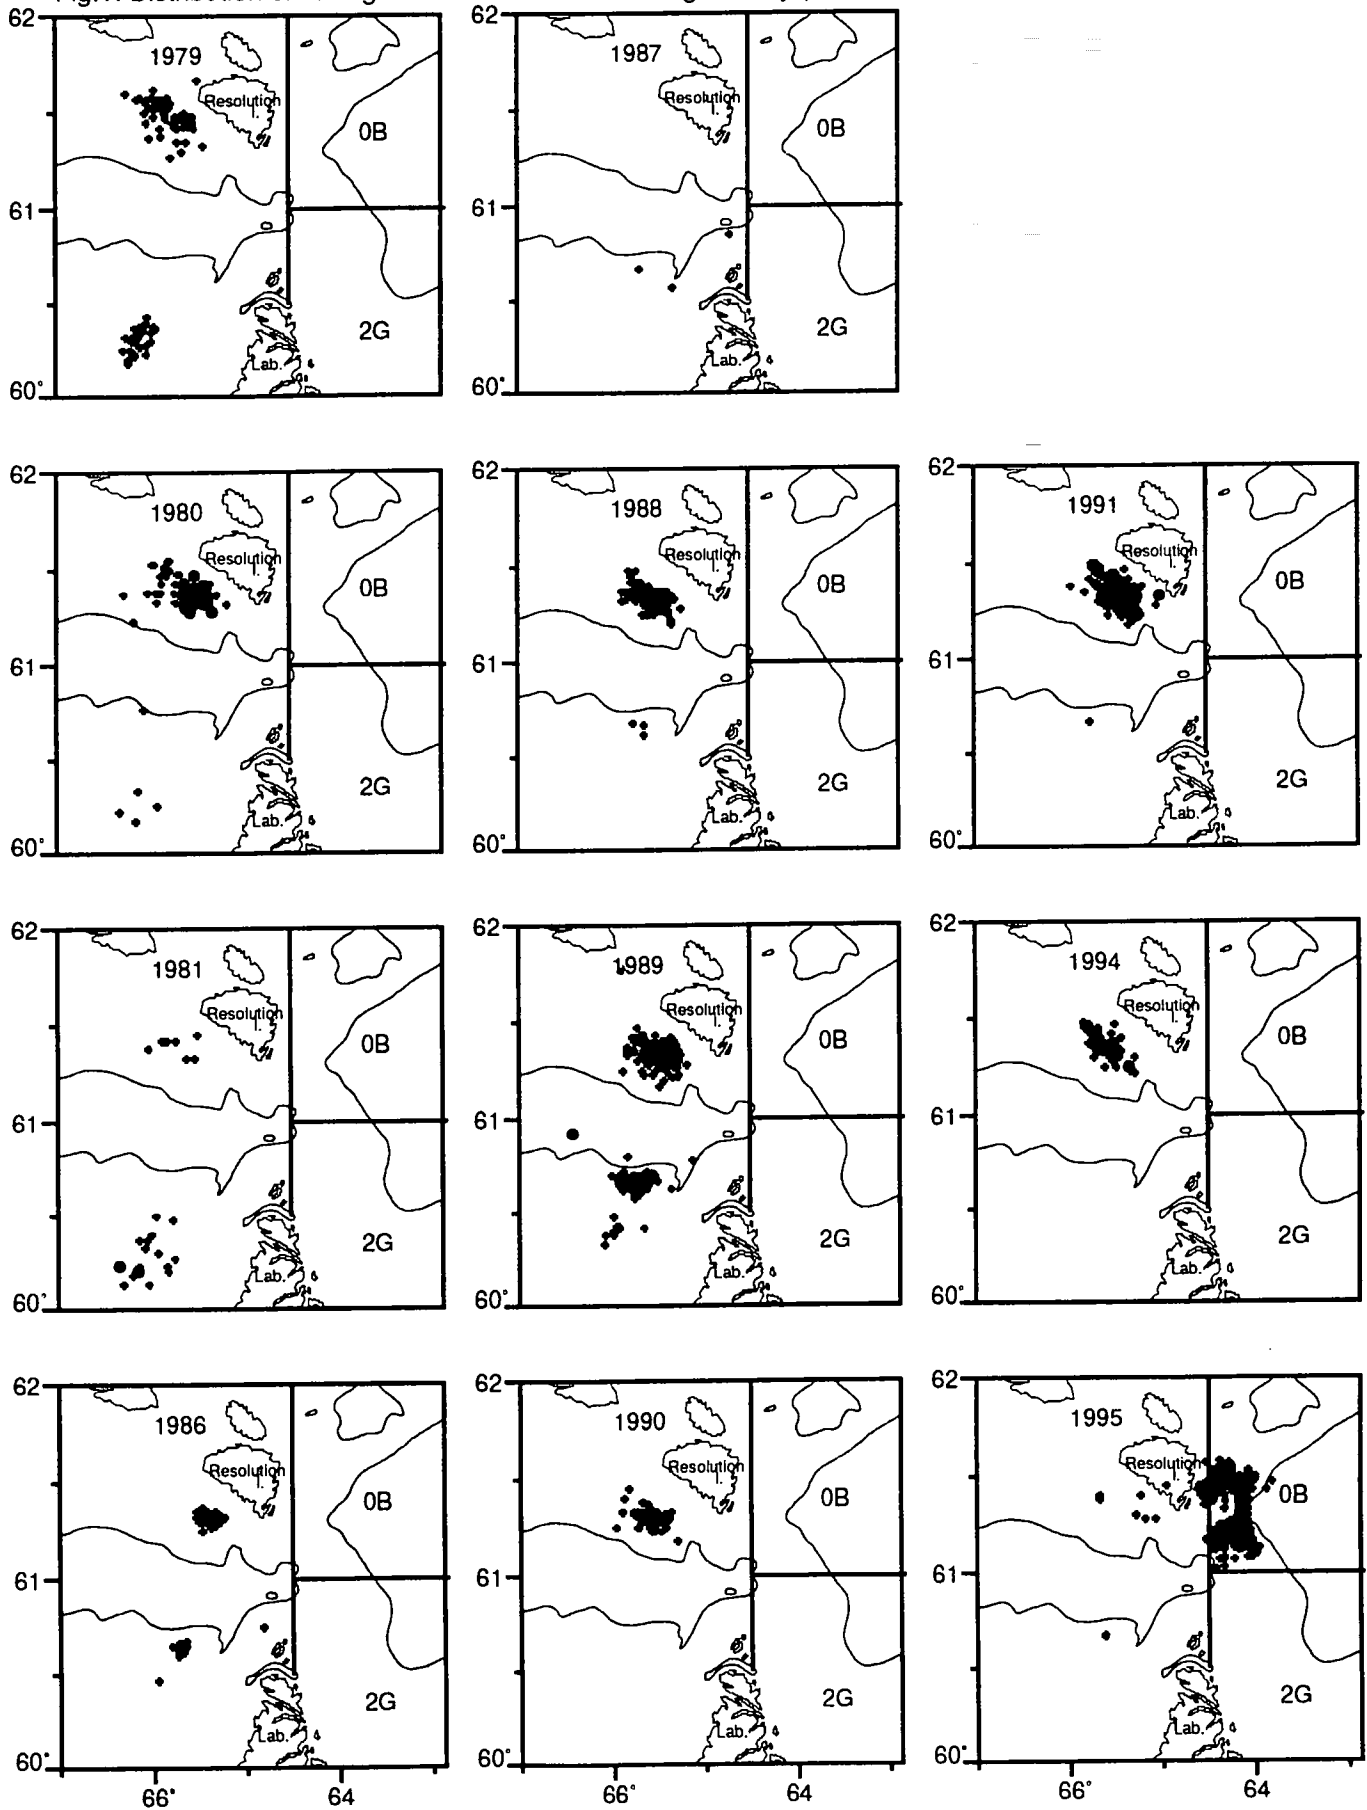 62
1979
Resolution
I.
0B
61
2G
Lab.
60°
62
1987
Resolution
I.
0B
61
2G
Lab.
60°
62
1980
Resolution
I.
0B
61
2G
Lab.
60°
62
1988
Resolution
I.
0B
61
2G
Lab.
60°
62
1991
Resolution
I.
0B
61
2G
Lab.
60°
62
1981
Resolution
I.
0B
61
2G
Lab.
60°
62
1989
Resolution
I.
0B
61
2G
Lab.
60°
62
1994
Resolution
I.
0B
61
2G
Lab.
60°
62
1986
Resolution
I.
0B
61
2G
Lab.
60°
66° 64
62
1990
Resolution
I.
0B
61
2G
Lab.
60°
66° 64
62
1995
Resolution
I.
0B
61
2G
Lab.
60°
66° 64